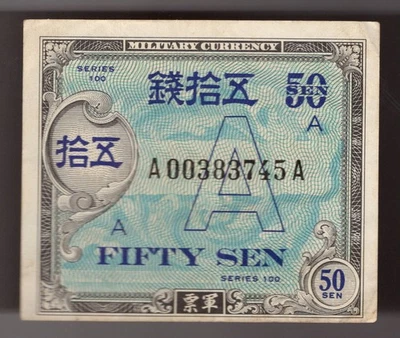 MILITARY CURRENCY
SERIES
100
錢拾五
50
SEN
A
拾五
A00383745A
A
A
FIFTY SEN
SERIES 100
50
SEN
票軍